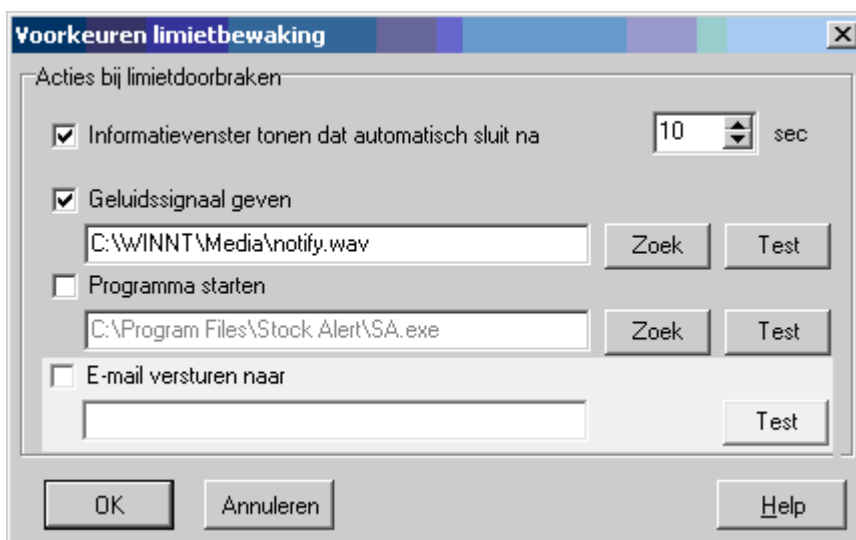 Voorkeuren limietbewaking
Acties bij limietdoorbraken
Informatievenster tonen dat automatisch sluit na 10 sec
Geluidssignaal geven
C:\WINNT\Media\notify.wav Zoek Test
Programma starten
C:\Program Files\Stock Alert\SA.exe Zoek Test
E-mail versturen naar
Test
OK Annuleren Help